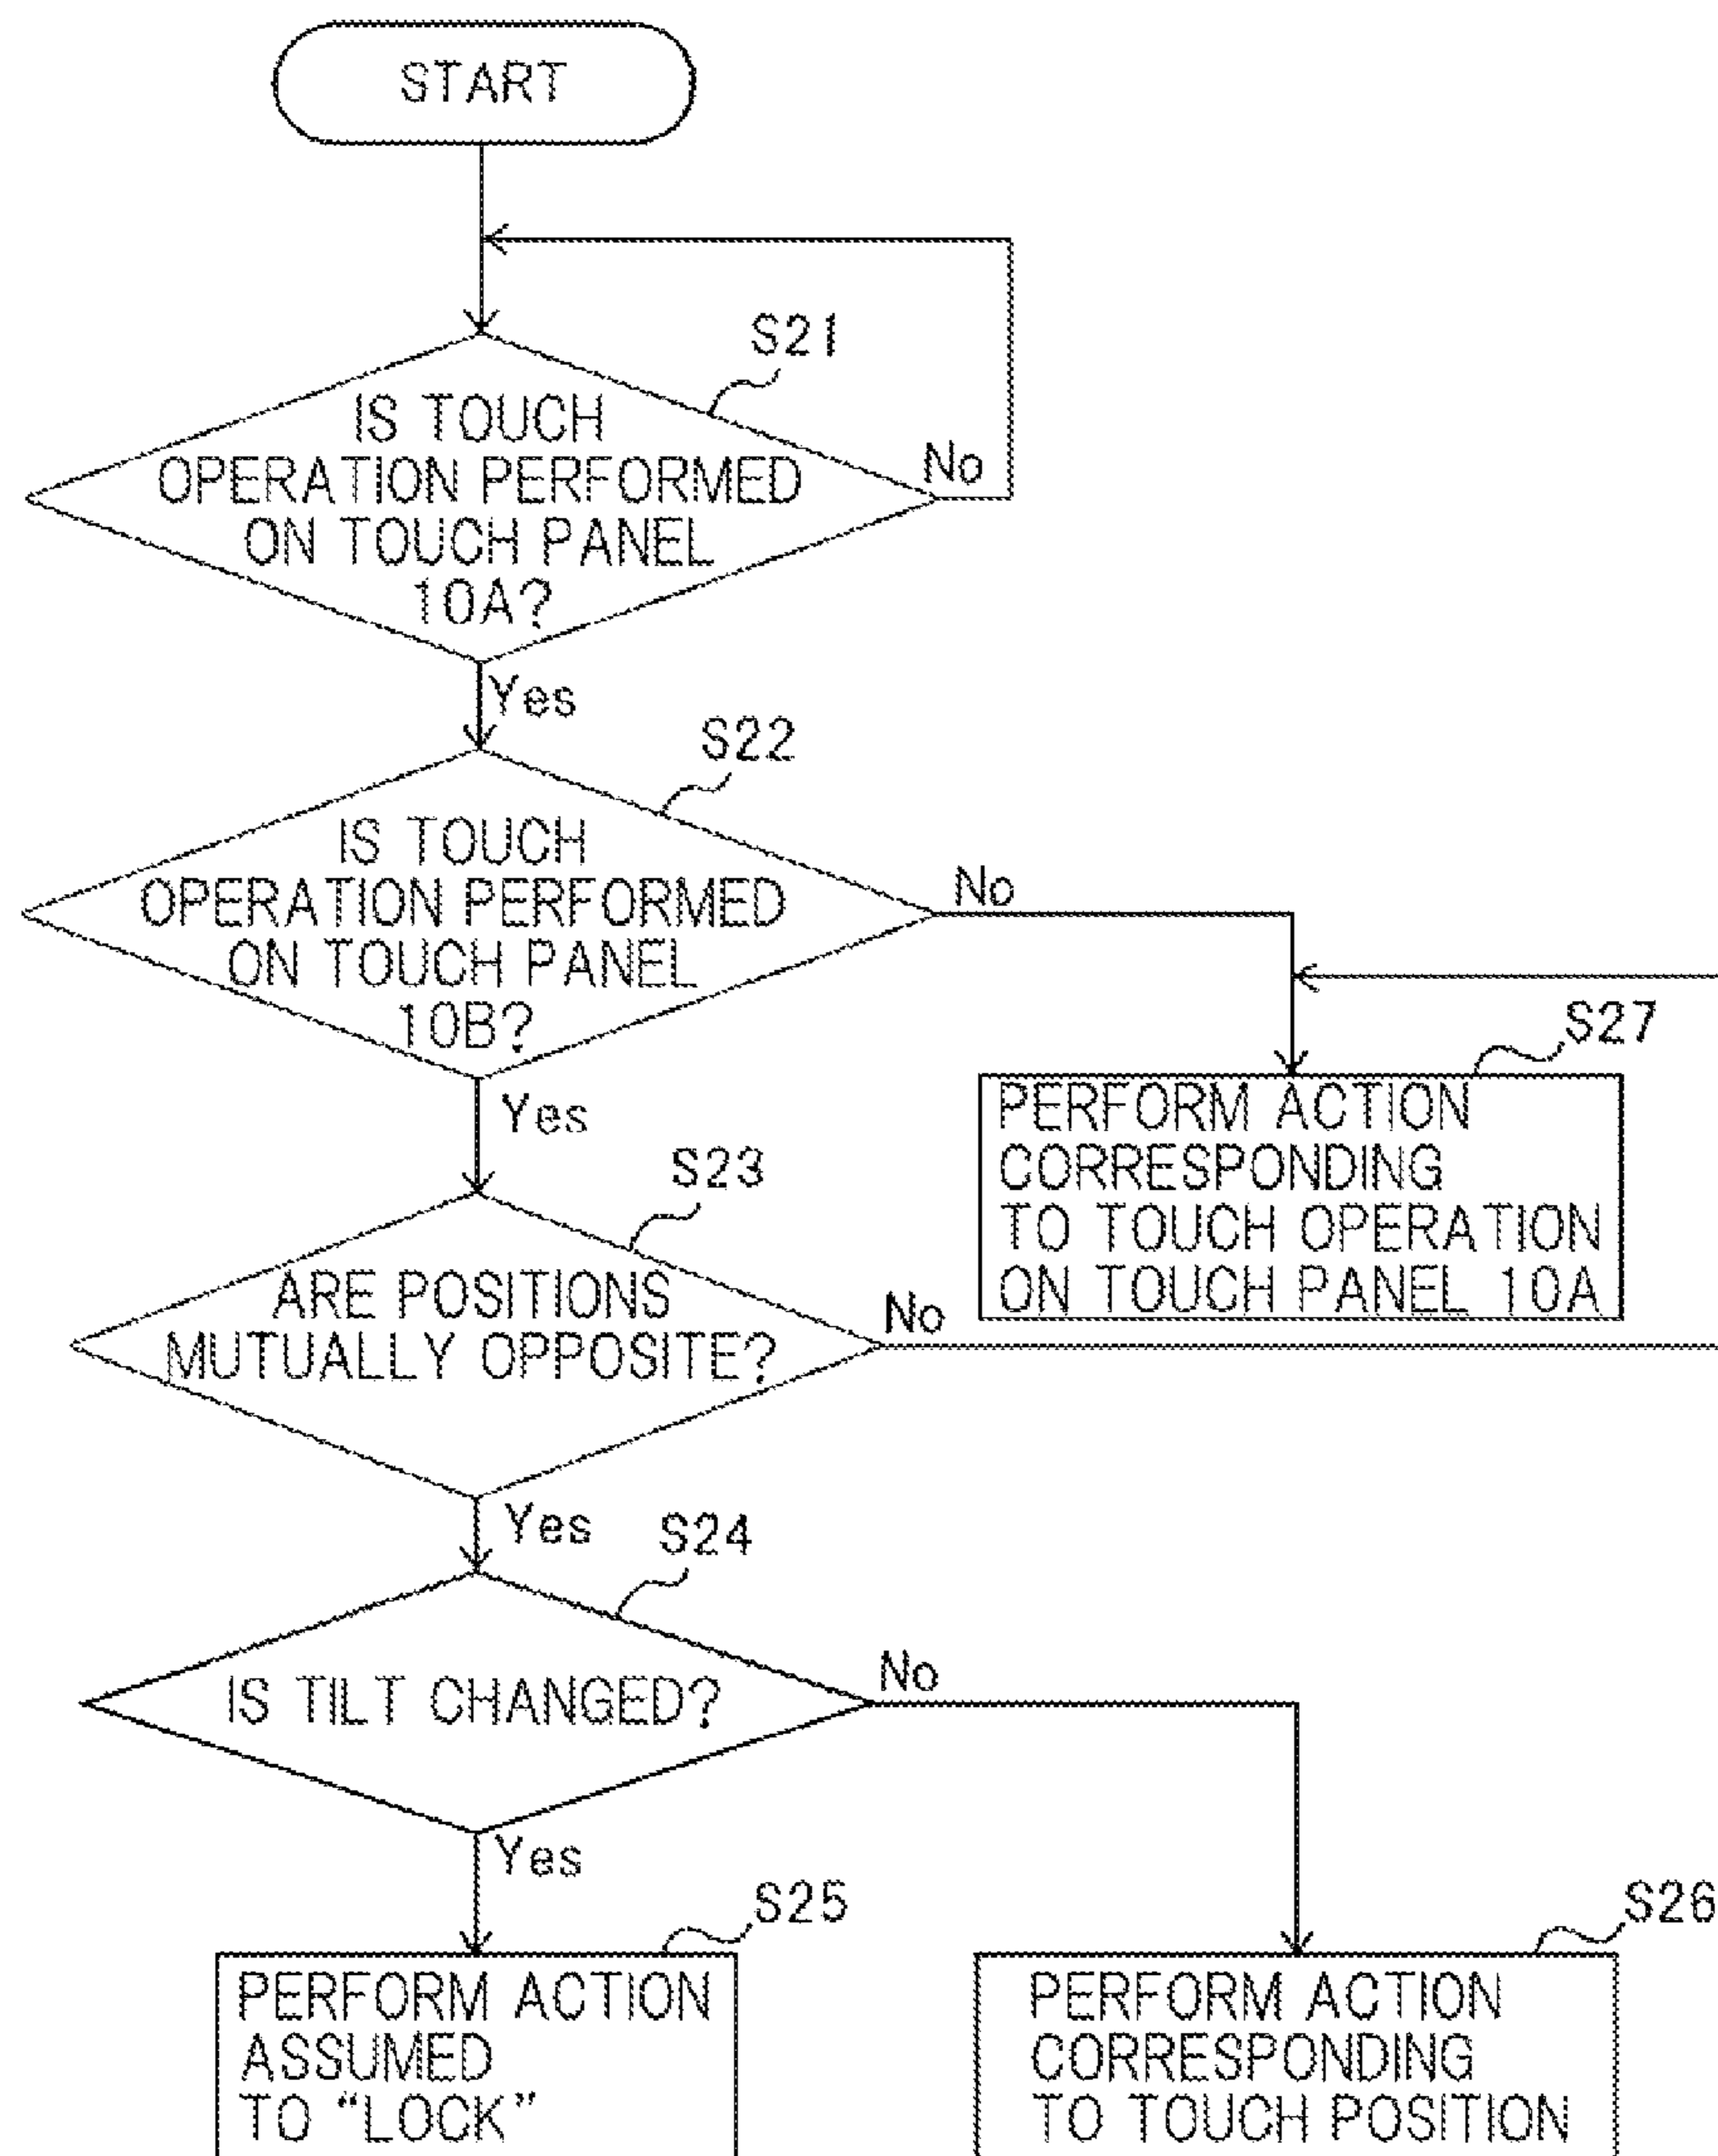 START
S21
IS TOUCH
OPERATION PERFORMED
ON TOUCH PANEL
10A?
No
Yes
S22
IS TOUCH
OPERATION PERFORMED
ON TOUCH PANEL
10B?
No
Yes
S27
PERFORM ACTION
CORRESPONDING
TO TOUCH OPERATION
ON TOUCH PANEL 10A
S23
ARE POSITIONS
MUTUALLY OPPOSITE?
No
Yes
S24
IS TILT CHANGED?
No
Yes
S25
PERFORM ACTION
ASSUMED
TO “LOCK”
S26
PERFORM ACTION
CORRESPONDING
TO TOUCH POSITION